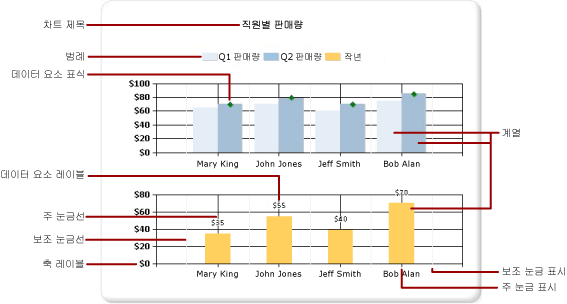 차트 제목
직원별 판매량
범례
Q1 판매량 Q2 판매량 작년
데이터 요소 표식
$100
$80
$60
$40
$20
$0
Mary King John Jones Jeff Smith Bob Alan
계열
데이터 요소 레이블
주 눈금선
보조 눈금선
축 레이블
$80
$60
$40
$20
$0
$35 $55 $40 $70
Mary King John Jones Jeff Smith Bob Alan
보조 눈금 표시
주 눈금 표시